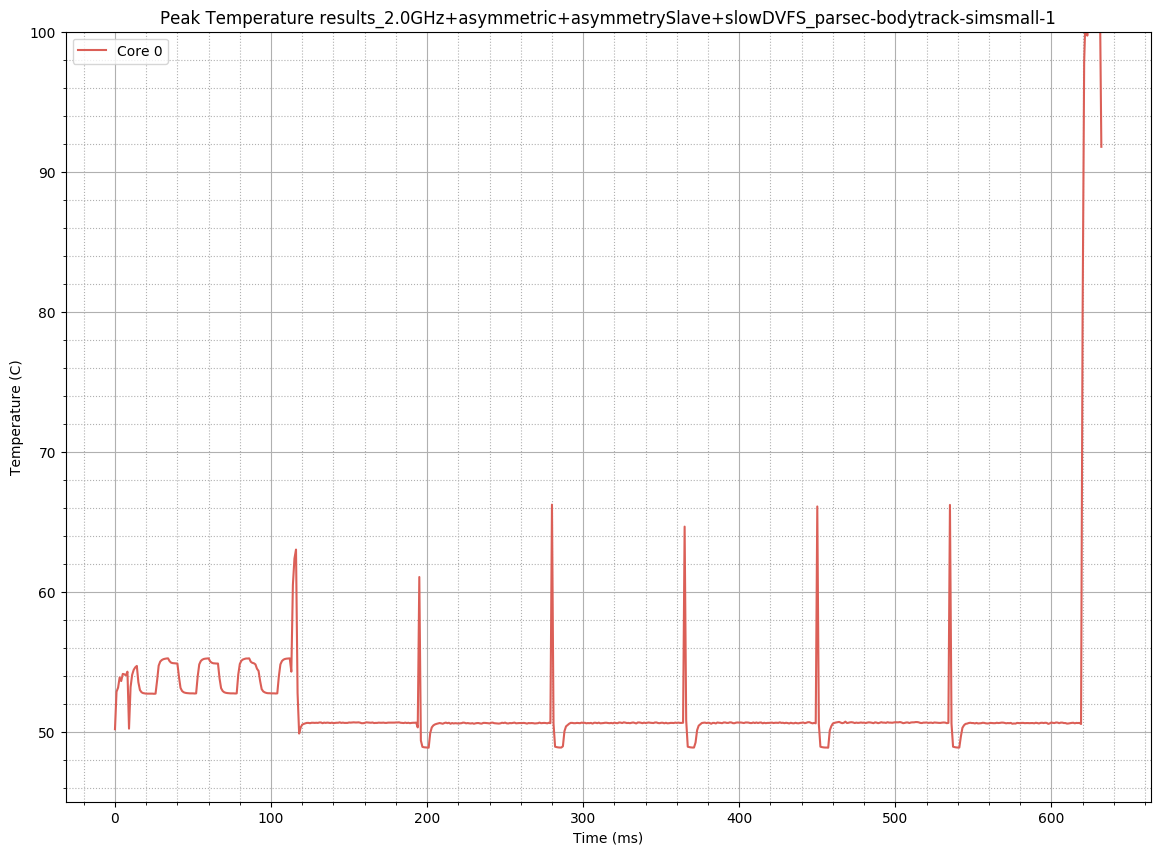 Peak Temperature results_2.0GHz+asymmetric+asymmetrySlave+slowDVFS_parsec-bodytrack-simsmall-1
Core 0
100
90
80
70
60
50
Temperature (C)
0 100 200 300 400 500 600
Time (ms)